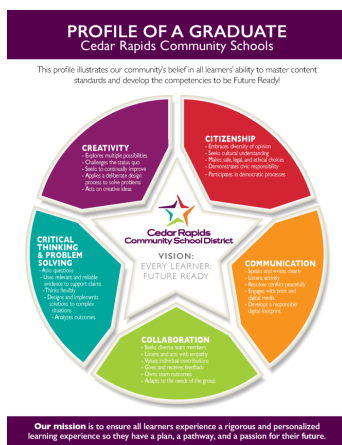 PROFILE OF A GRADUATE
Cedar Rapids Community Schools
This profile illustrates our community's belief in all learners' ability to master content
standards and develop the competencies to be Future Ready!
CREATIVITY
- Explores multiple possibilities
- Challenges the status quo
- Seeks to continually improve
- Applies a deliberate design
process to solve problems
- Acts on creative ideas
CITIZENSHIP
- Embraces diversity of opinion
- Seeks cultural understanding
- Makes safe, legal, and ethical choices
- Demonstrates civic responsibility
- Participates in democratic processes
Cedar Rapids
Community School District
VISION:
EVERY LEARNER:
FUTURE READY
CRITICAL
THINKING
& PROBLEM
SOLVING
- Asks questions
- Uses relevant and reliable
evidence to support claims
- Thinks flexibly
- Designs and implements
solutions to complex
situations
- Analyzes outcomes
COMMUNICATION
- Speaks and writes clearly
- Listens actively
- Resolves conflict peacefully
- Engages with print and
digital media
- Develops a responsible
digital footprint
COLLABORATION
- Seeks diverse team members
- Listens and acts with empathy
- Values individual contributions
- Gives and receives feedback
- Owns team outcomes
- Adapts to the needs of the group
Our mission is to ensure all learners experience a rigorous and personalized
learning experience so they have a plan, a pathway, and a passion for their future.